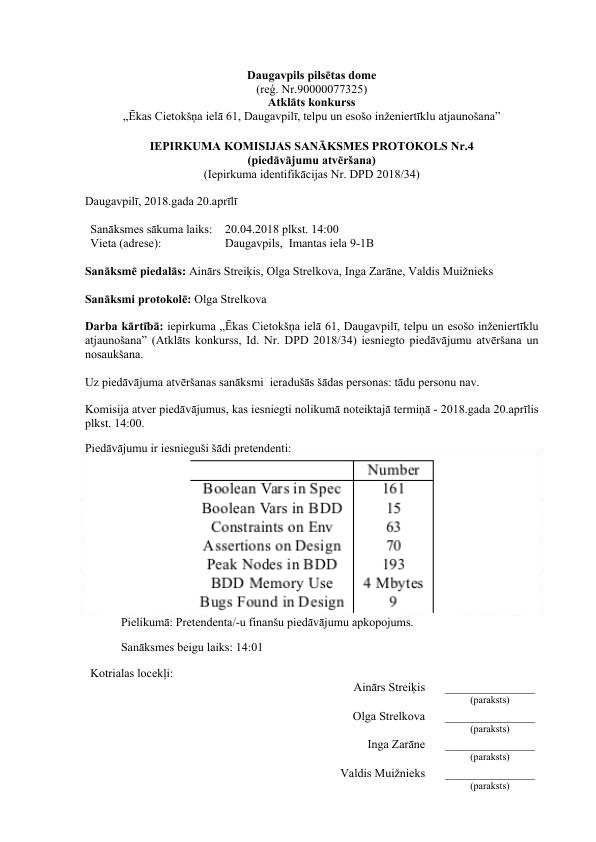 Daugavpils pilsētas dome
(reģ. Nr.90000077325)
Atklāts konkurss
„Ēkas Cietokšņa ielā 61, Daugavpilī, telpu un esošo inženiertīklu atjaunošana”
IEPIRKUMA KOMISIJAS SANĀKSMES PROTOKOLS Nr.4
(piedāvājumu atvēršana)
(Iepirkuma identifikācijas Nr. DPD 2018/34)
Daugavpilī, 2018.gada 20.aprīlī
Sanāksmes sākuma laiks: 20.04.2018 plkst. 14:00
Vieta (adrese): Daugavpils, Imantas iela 9-1B
Sanāksmē piedalās: Ainārs Streiķis, Olga Strelkova, Inga Zarāne, Valdis Muižnieks
Sanāksmi protokolē: Olga Strelkova
Darba kārtībā: iepirkuma „Ēkas Cietokšņa ielā 61, Daugavpilī, telpu un esošo inženiertīklu
atjaunošana” (Atklāts konkurss, Id. Nr. DPD 2018/34) iesniegto piedāvājumu atvēršana un
nosaukšana.
Uz piedāvājuma atvēršanas sanāksmi ieradušās šādas personas: tādu personu nav.
Komisija atver piedāvājumus, kas iesniegti nolikumā noteiktajā termiņā - 2018.gada 20.aprīlis
plkst. 14:00.
Piedāvājumu ir iesnieguši šādi pretendenti:
Number
Boolean Vars in Spec 161
Boolean Vars in BDD 15
Constraints on Env 63
Assertions on Design 70
Peak Nodes in BDD 193
BDD Memory Use 4 Mbytes
Bugs Found in Design 9
Pielikumā: Pretendenta/-u finanšu piedāvājumu apkopojums.
Sanāksmes beigu laiks: 14:01
Kotrialas locekļi:
Ainārs Streiķis
(paraksts)
Olga Strelkova
(paraksts)
Inga Zarāne
(paraksts)
Valdis Muižnieks
(paraksts)